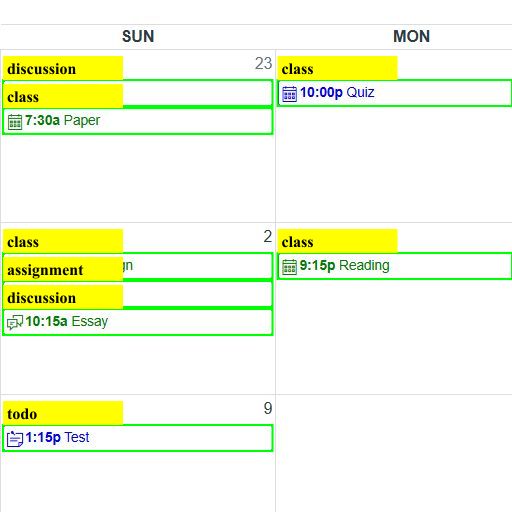 SUN
MON
23
discussion
class
class
10:00p Quiz
7:30a Paper
2
class
class
assignment
9:15p Reading
discussion
10:15a Essay
9
todo
1:15p Test